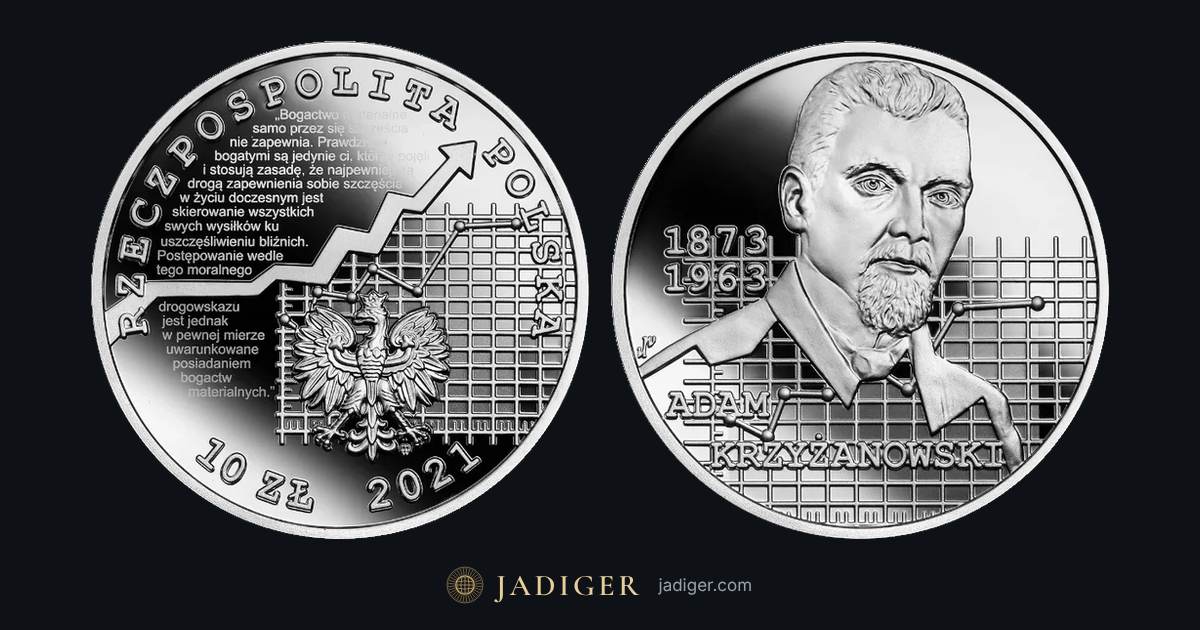 RZECZPOSPOLITA POLSKA
„Bogactwo materialne
samo przez się szczęścia
nie zapewnia. Prawdziwie
bogatymi są jedynie ci, którzy pojęli
i stosują zasadę, że najpewniejszą
drogą zapewnienia sobie szczęścia
w życiu doczesnym jest
skierowanie wszystkich
swych wysiłków ku
uszczęśliwieniu bliźnich.
Postępowanie wedle
tego moralnego
drogowskazu
jest jednak
w pewnej mierze
uwarunkowane
posiadaniem
bogactw
materialnych."
10 ZŁ 2021
1873
1963
ADAM
KRZYŻANOWSKI
JADIGER jadiger.com